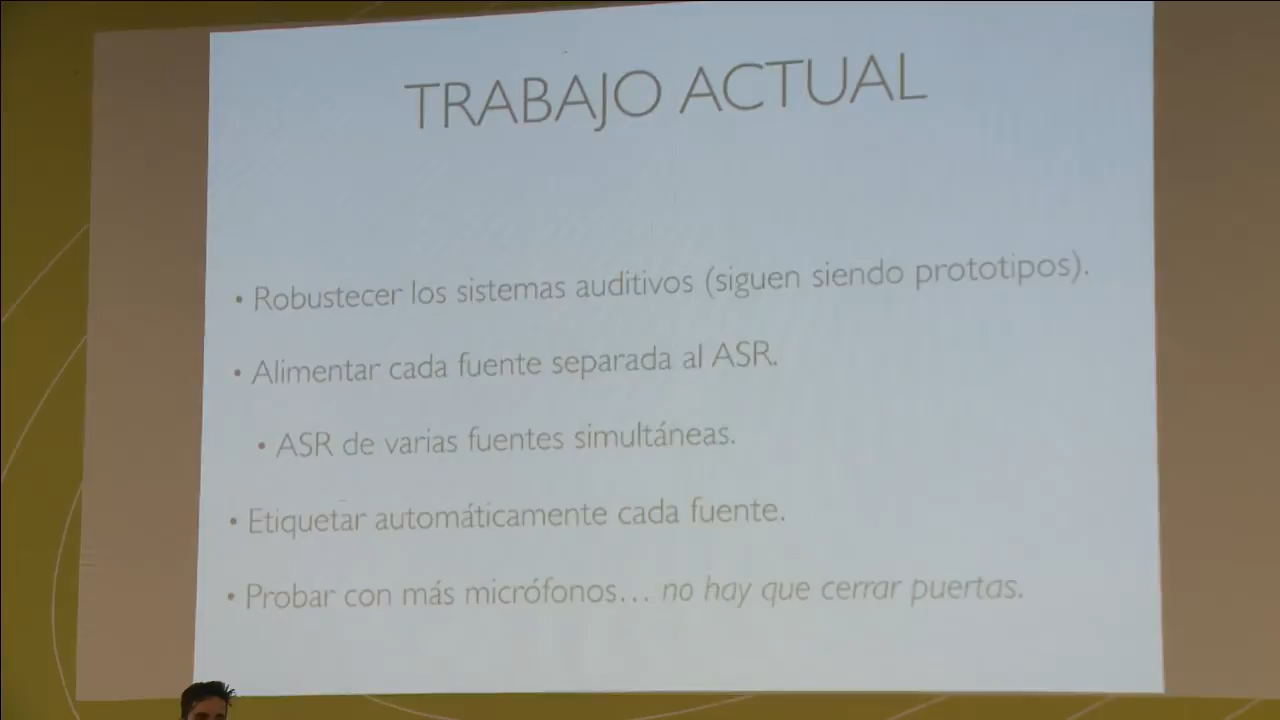 TRABAJO ACTUAL
• Robustecer los sistemas auditivos (siguen siendo prototipos).
• Alimentar cada fuente separada al ASR.
• ASR de varias fuentes simultáneas.
• Etiquetar automáticamente cada fuente.
• Probar con más micrófonos... no hay que cerrar puertas.